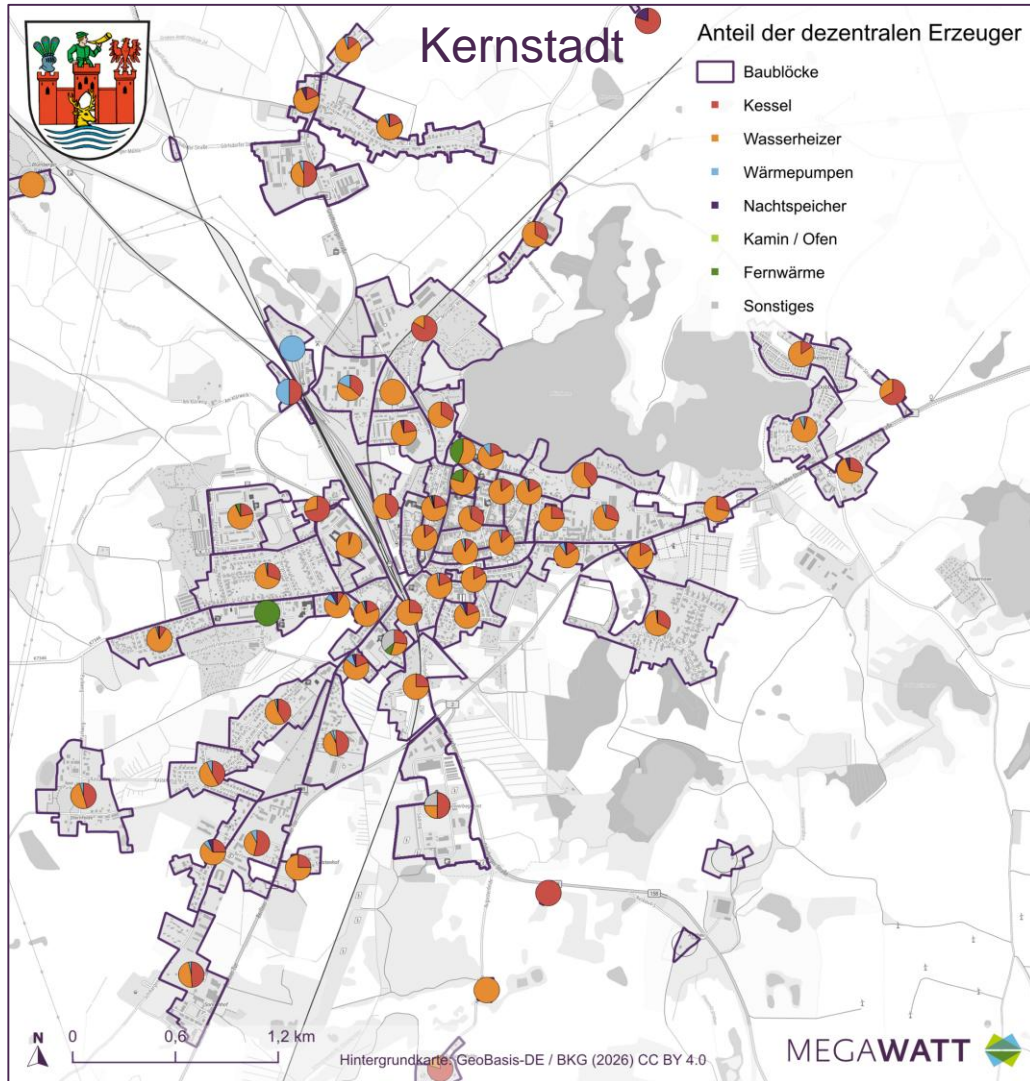 Kernstadt
Anteil der dezentralen Erzeuger
Baublöcke
Kessel
Wasserheizer
Wärmepumpen
Nachtspeicher
Kamin / Ofen
Fernwärme
Sonstiges
N
0 0,6 1,2 km
Hintergrundkarte: GeoBasis-DE / BKG (2026) CC BY 4.0
MEGAWATT